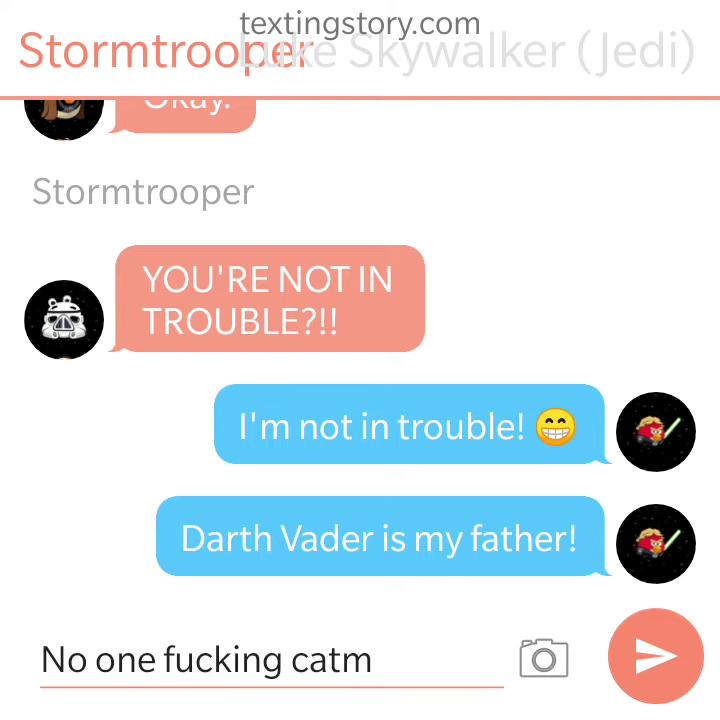 textingstory.com
Stormtrooper
Luke Skywalker (Jedi)
Okay.
Stormtrooper
YOU'RE NOT IN
TROUBLE?!!
I'm not in trouble! 😁
Darth Vader is my father!
No one fucking catm